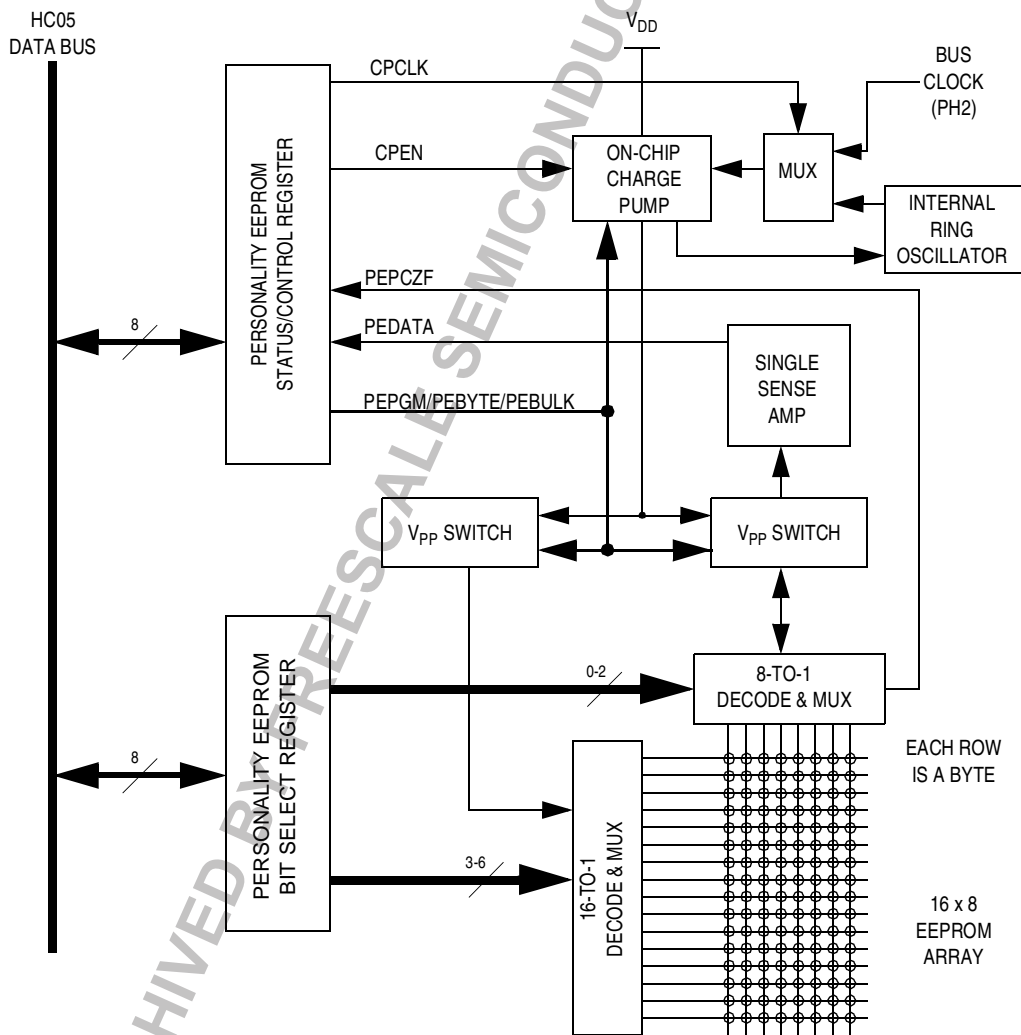 HC05
DATA BUS
V_DD
BUS
CLOCK
(PH2)
CPCLK
CPEN
ON-CHIP
CHARGE
PUMP
MUX
INTERNAL
RING
OSCILLATOR
PERSONALITY EEPROM
STATUS/CONTROL REGISTER
PEPCZF
PEDATA
PEPGM/PEBYTE/PEBULK
8
SINGLE
SENSE
AMP
V_PP SWITCH
V_PP SWITCH
PERSONALITY EEPROM
BIT SELECT REGISTER
0-2
8-TO-1
DECODE & MUX
8
EACH ROW
IS A BYTE
3-6
16-TO-1
DECODE & MUX
16 x 8
EEPROM
ARRAY
HIVED BY FREESCALE SEMICONDUC